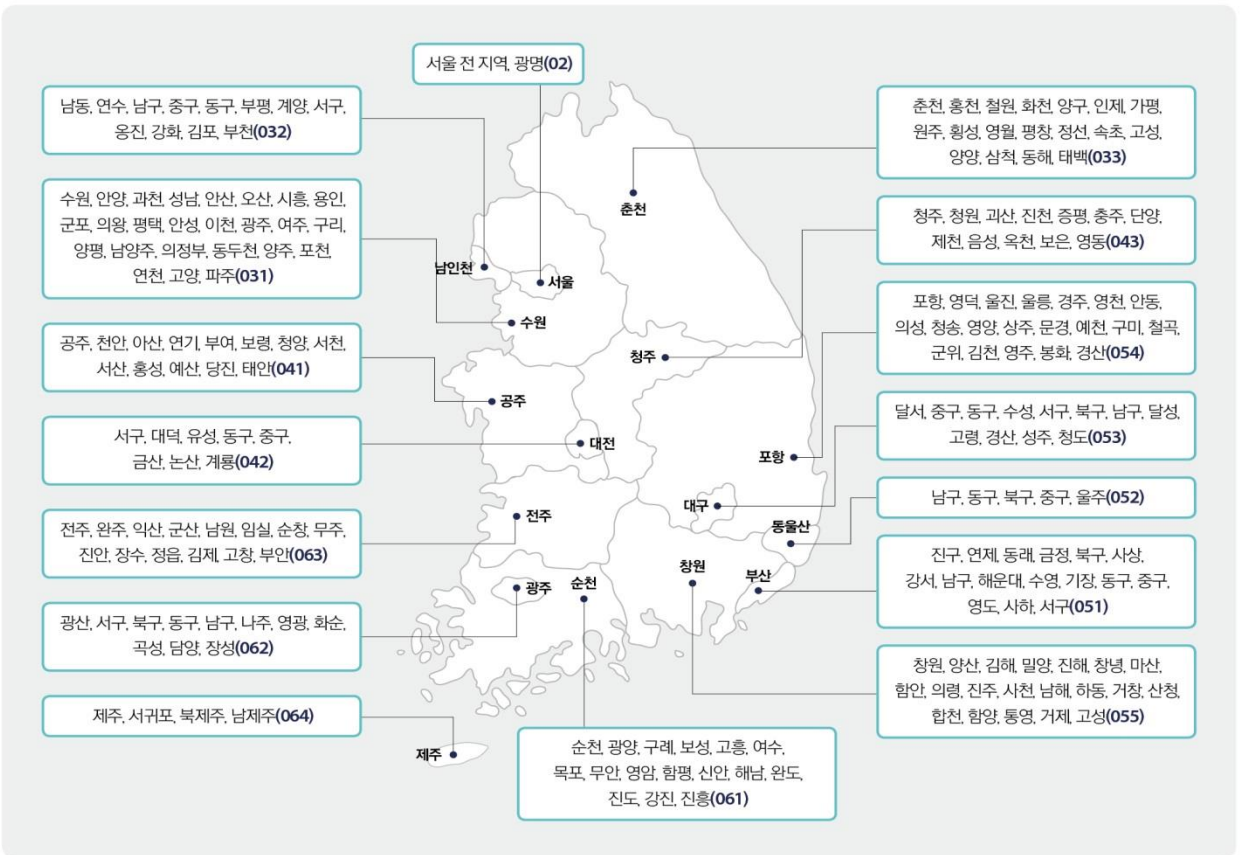 서울 전 지역, 광명(02)
남동, 연수, 남구, 중구, 동구, 부평, 계양, 서구,
옹진, 강화, 김포, 부천(032)
수원, 안양, 과천, 성남, 안산, 오산, 시흥, 용인,
군포, 의왕, 평택, 안성, 이천, 광주, 여주, 구리,
양평, 남양주, 의정부, 동두천, 양주, 포천,
연천, 고양, 파주(031)
공주, 천안, 아산, 연기, 부여, 보령, 청양, 서천,
서산, 홍성, 예산, 당진, 태안(041)
서구, 대덕, 유성, 동구, 중구,
금산, 논산, 계룡(042)
전주, 완주, 익산, 군산, 남원, 임실, 순창, 무주,
진안, 장수, 정읍, 김제, 고창, 부안(063)
광산, 서구, 북구, 동구, 남구, 나주, 영광, 화순,
곡성, 담양, 장성(062)
제주, 서귀포, 북제주, 남제주(064)
춘천
남인천
서울
수원
청주
공주
대전
포항
대구
전주
동울산
창원
부산
광주
순천
제주
춘천, 홍천, 철원, 화천, 양구, 인제, 가평,
원주, 횡성, 영월, 평창, 정선, 속초, 고성,
양양, 삼척, 동해, 태백(033)
청주, 청원, 괴산, 진천, 증평, 충주, 단양,
제천, 음성, 옥천, 보은, 영동(043)
포항, 영덕, 울진, 울릉, 경주, 영천, 안동,
의성, 청송, 영양, 상주, 문경, 예천, 구미, 철곡,
군위, 김천, 영주, 봉화, 경산(054)
달서, 중구, 동구, 수성, 서구, 북구, 남구, 달성,
고령, 경산, 성주, 청도(053)
남구, 동구, 북구, 중구, 울주(052)
진구, 연제, 동래, 금정, 북구, 사상,
강서, 남구, 해운대, 수영, 기장, 동구, 중구,
영도, 사하, 서구(051)
창원, 양산, 김해, 밀양, 진해, 창녕, 마산,
함안, 의령, 진주, 사천, 남해, 하동, 거창, 산청,
합천, 함양, 통영, 거제, 고성(055)
순천, 광양, 구례, 보성, 고흥, 여수,
목포, 무안, 영암, 함평, 신안, 해남, 완도,
진도, 강진, 진흥(061)